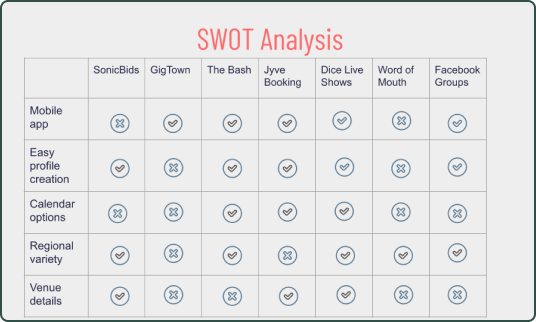 SWOT Analysis
SonicBids GigTown The Bash Jyve Booking Dice Live Shows Word of Mouth Facebook Groups
Mobile app
Easy profile creation
Calendar options
Regional variety
Venue details